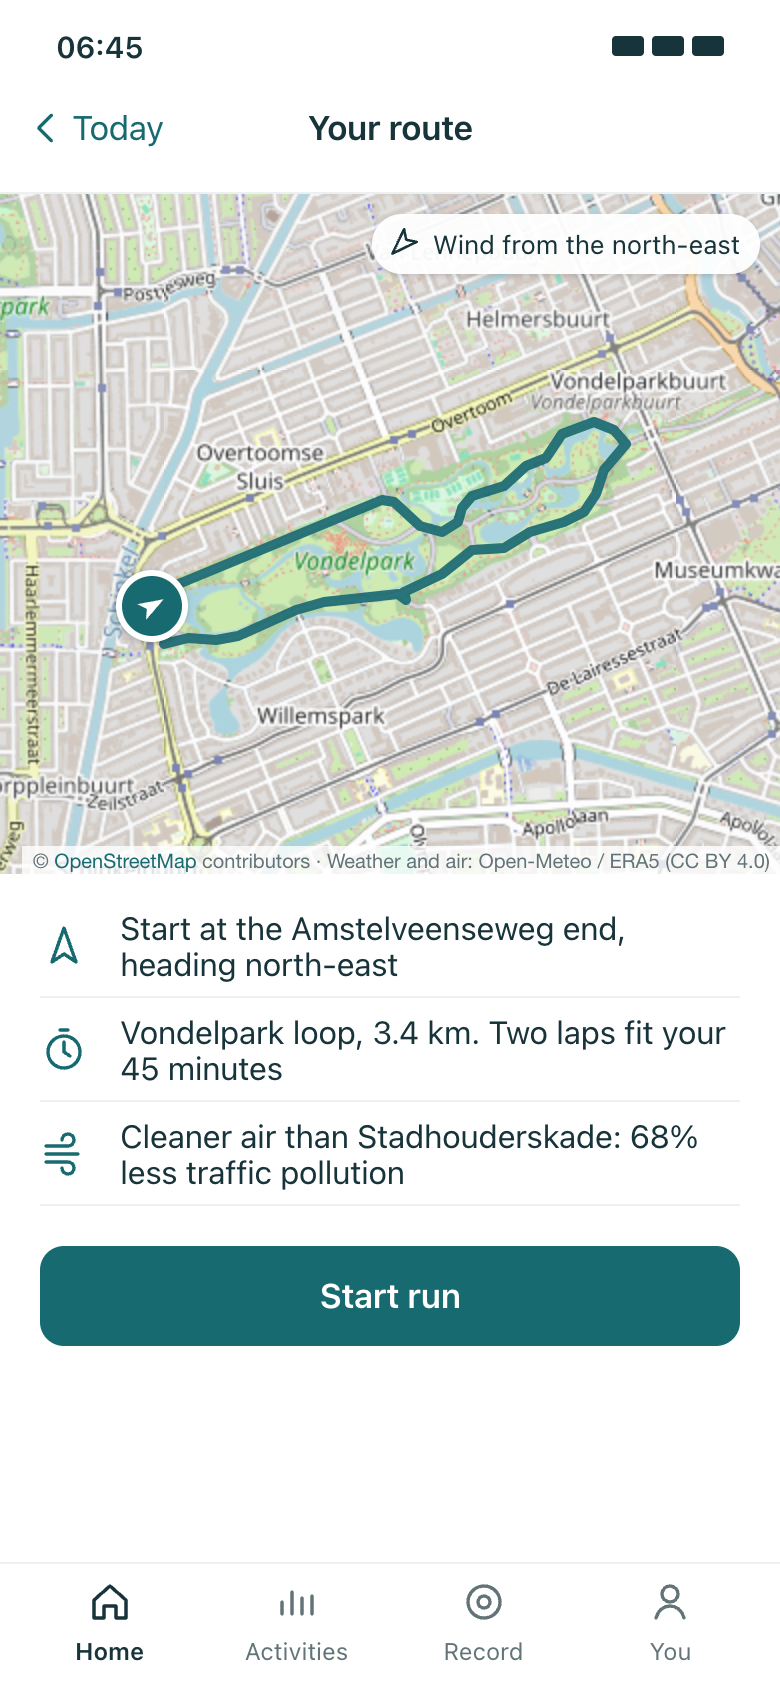 06:45
Today
Your route
Wind from the north-east
Postjesweg
park
Helmersbuurt
Vondelparkbuurt
Vondelparkbuurt
Overtoom
Overtoomse
Sluis
Vondelpark
Museumkwa
Haarlemmermeerstraat
De Lairessestraat
Willemspark
orppleinbuurt
Zeilstraat
Apollolaan
Apollol
erweg
© OpenStreetMap contributors · Weather and air: Open-Meteo / ERA5 (CC BY 4.0)
Start at the Amstelveenseweg end,
heading north-east
Vondelpark loop, 3.4 km. Two laps fit your
45 minutes
Cleaner air than Stadhouderskade: 68%
less traffic pollution
Start run
Home
Activities
Record
You